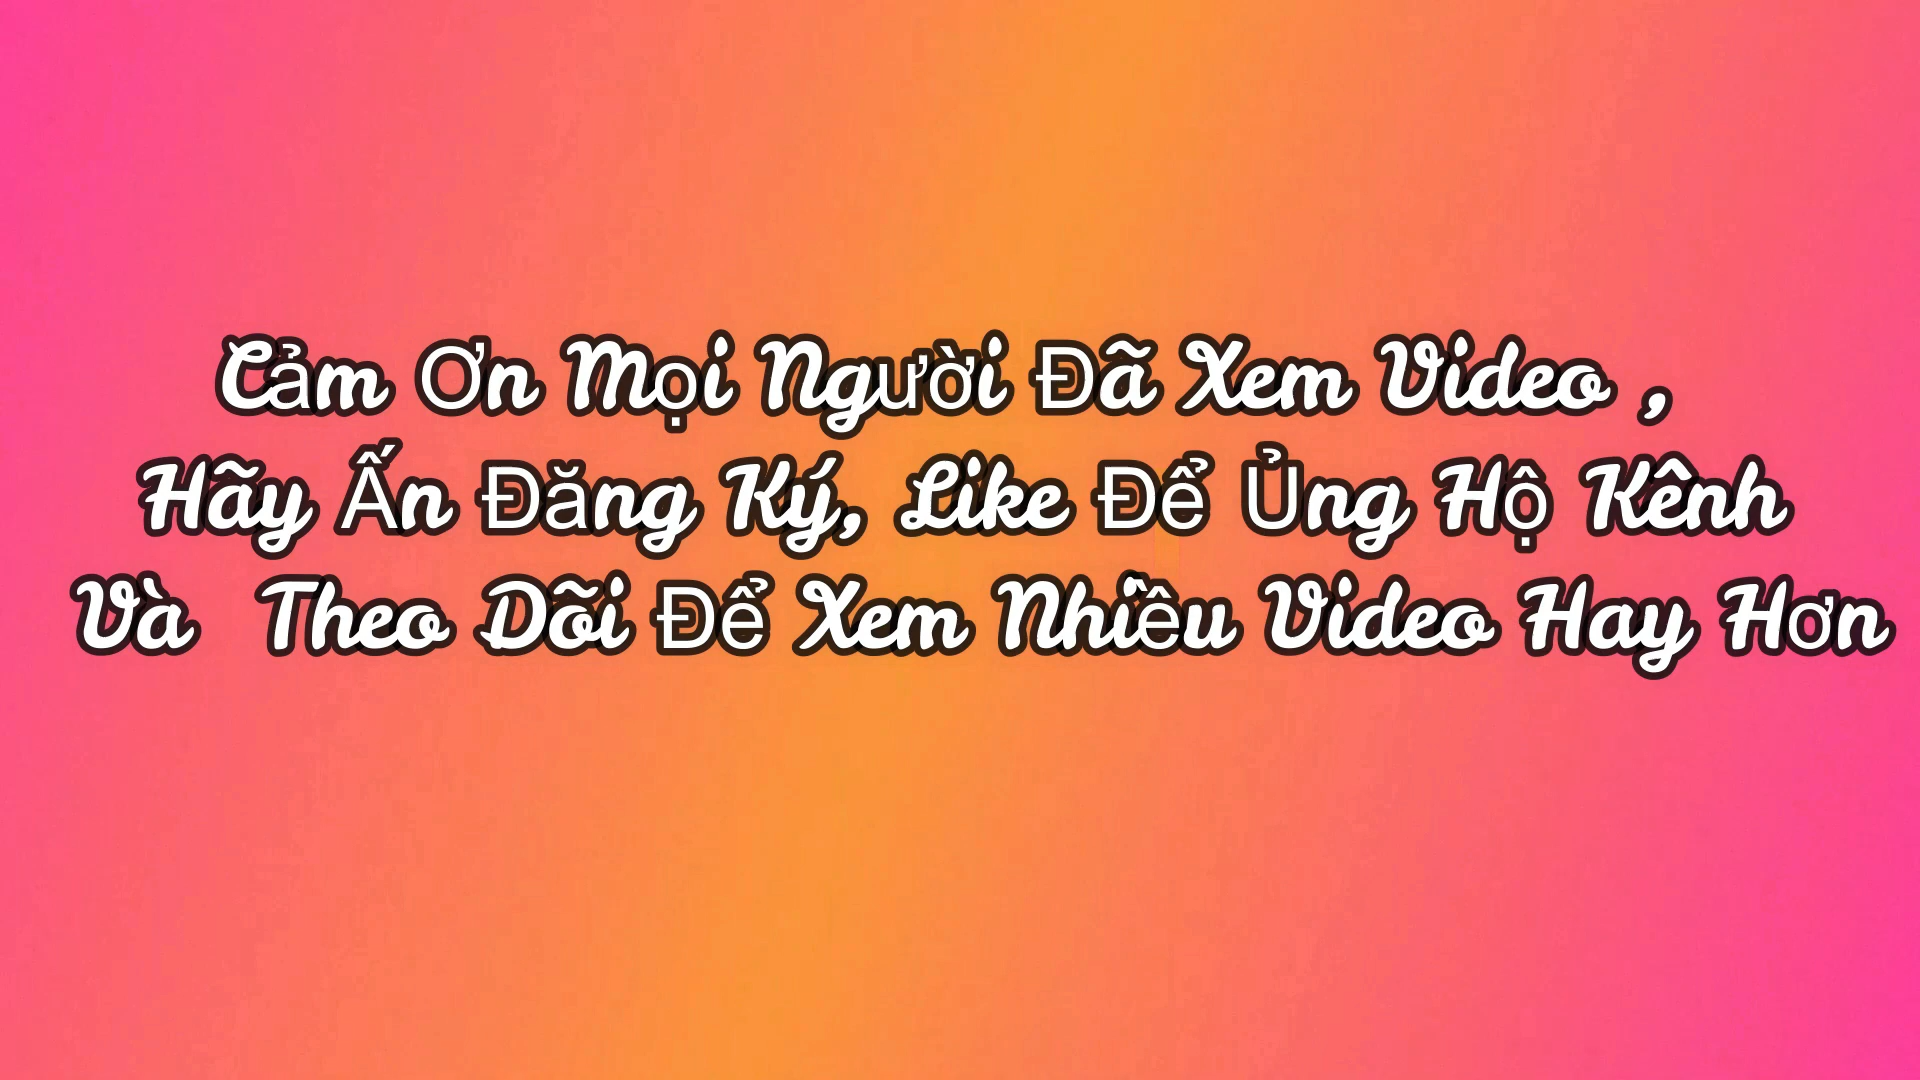 Cảm Ơn Mọi Người Đã Xem Video ,
Hãy Ấn Đăng Ký, Like Để Ủng Hộ Kênh
Và Theo Dõi Để Xem Nhiều Video Hay Hơn